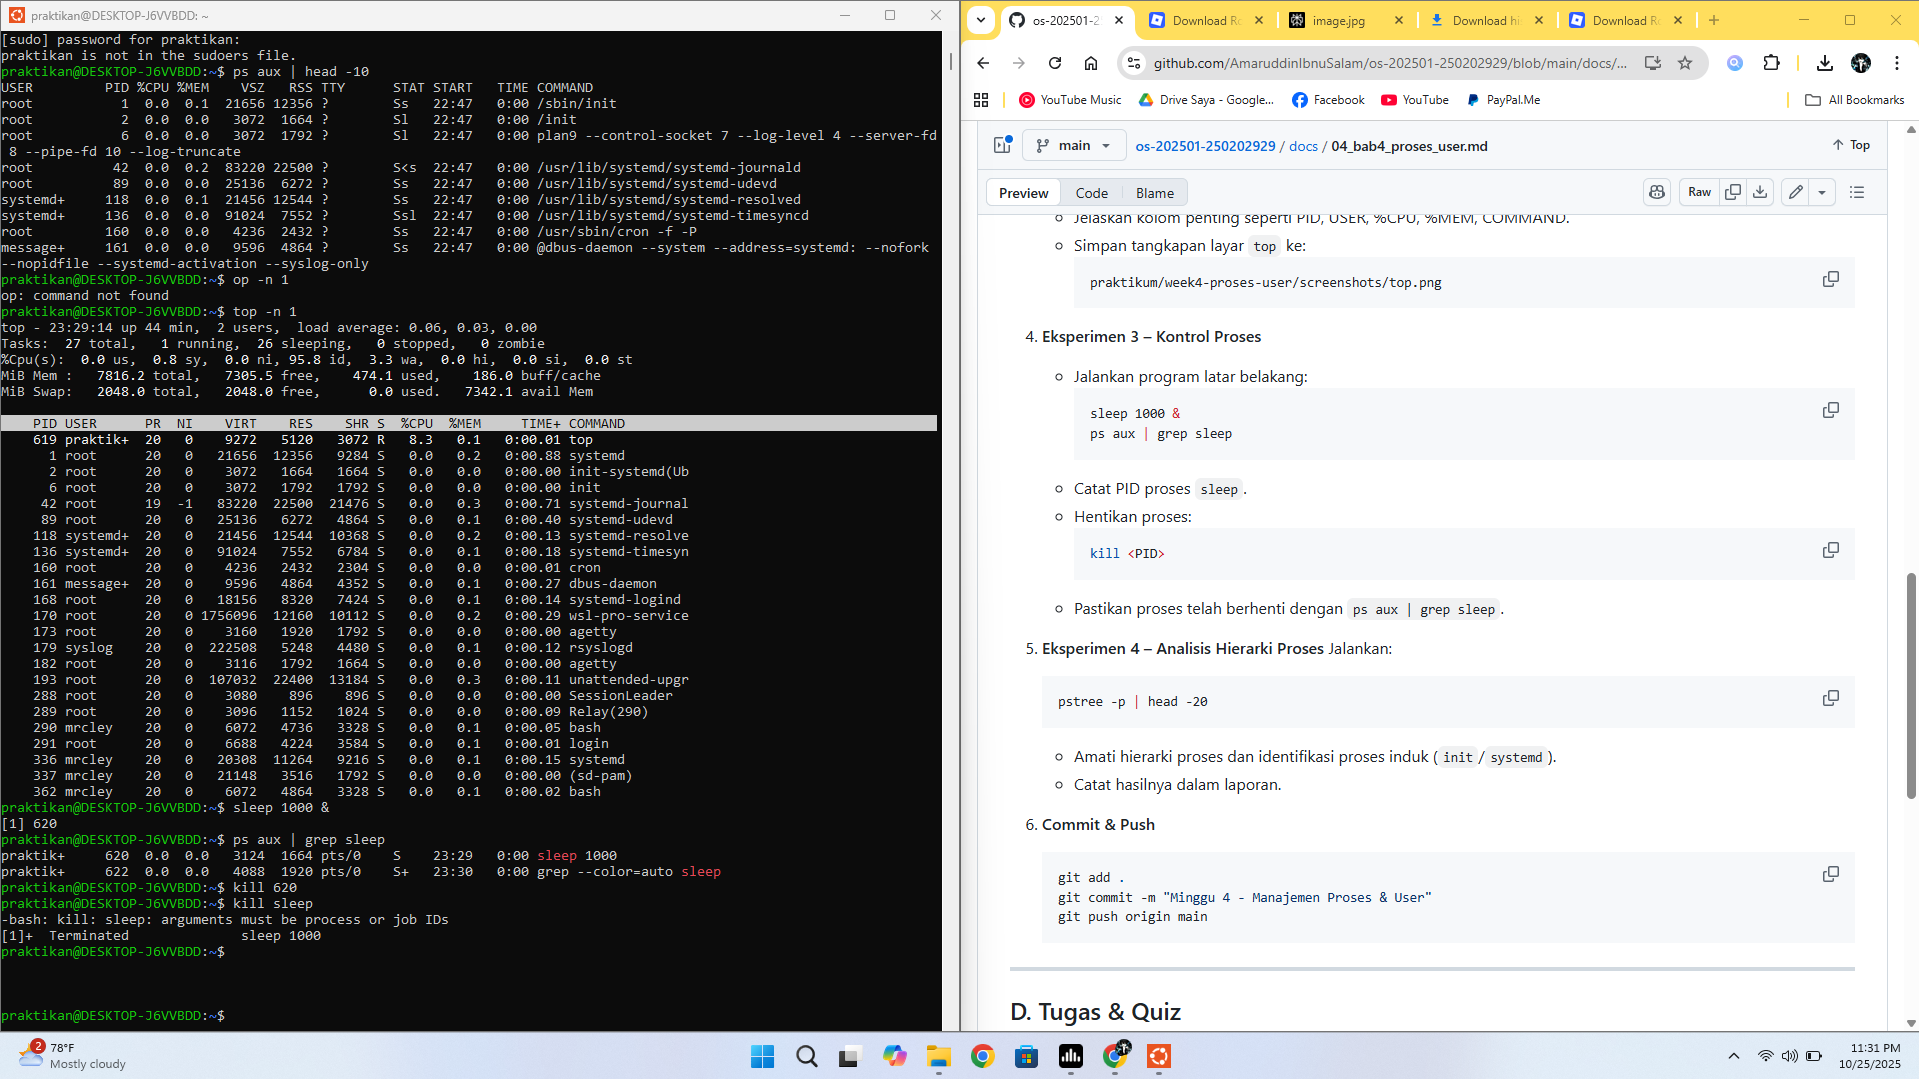 praktikan@DESKTOP-J6VVBDD: ~
[sudo] password for praktikan:
praktikan is not in the sudoers file.
praktikan@DESKTOP-J6VVBDD:~$ ps aux | head -10
USER         PID %CPU %MEM    VSZ   RSS TTY      STAT START   TIME COMMAND
root           1  0.0  0.1  21656 12356 ?        Ss   22:47   0:00 /sbin/init
root           2  0.0  0.0   3072  1664 ?        Sl   22:47   0:00 /init
root           6  0.0  0.0   3072  1792 ?        Sl   22:47   0:00 plan9 --control-socket 7 --log-level 4 --server-fd
 8 --pipe-fd 10 --log-truncate
root          42  0.0  0.2  83220 22500 ?        S<s  22:47   0:00 /usr/lib/systemd/systemd-journald
root          89  0.0  0.0  25136  6272 ?        Ss   22:47   0:00 /usr/lib/systemd/systemd-udevd
systemd+     118  0.0  0.1  21456 12544 ?        Ss   22:47   0:00 /usr/lib/systemd/systemd-resolved
systemd+     136  0.0  0.0  91024  7552 ?        Ssl  22:47   0:00 /usr/lib/systemd/systemd-timesyncd
root         160  0.0  0.0   4236  2432 ?        Ss   22:47   0:00 /usr/sbin/cron -f -P
message+     161  0.0  0.0   9596  4864 ?        Ss   22:47   0:00 @dbus-daemon --system --address=systemd: --nofork
--nopidfile --systemd-activation --syslog-only
praktikan@DESKTOP-J6VVBDD:~$ op -n 1
op: command not found
praktikan@DESKTOP-J6VVBDD:~$ top -n 1
top - 23:29:14 up 44 min,  2 users,  load average: 0.06, 0.03, 0.00
Tasks:  27 total,   1 running,  26 sleeping,   0 stopped,   0 zombie
%Cpu(s):  0.0 us,  0.8 sy,  0.0 ni, 95.8 id,  3.3 wa,  0.0 hi,  0.0 si,  0.0 st
MiB Mem :   7816.2 total,   7305.5 free,    474.1 used,    186.0 buff/cache
MiB Swap:   2048.0 total,   2048.0 free,      0.0 used.   7342.1 avail Mem
PID USER      PR  NI    VIRT    RES    SHR S  %CPU  %MEM     TIME+ COMMAND
619 praktik+  20   0    9272   5120   3072 R   8.3   0.1   0:00.01 top
1 root      20   0   21656  12356   9284 S   0.0   0.2   0:00.88 systemd
2 root      20   0    3072   1664   1664 S   0.0   0.0   0:00.00 init-systemd(Ub
6 root      20   0    3072   1792   1792 S   0.0   0.0   0:00.00 init
42 root      19  -1   83220  22500  21476 S   0.0   0.3   0:00.71 systemd-journal
89 root      20   0   25136   6272   4864 S   0.0   0.1   0:00.40 systemd-udevd
118 systemd+  20   0   21456  12544  10368 S   0.0   0.2   0:00.13 systemd-resolve
136 systemd+  20   0   91024   7552   6784 S   0.0   0.1   0:00.18 systemd-timesyn
160 root      20   0    4236   2432   2304 S   0.0   0.0   0:00.01 cron
161 message+  20   0    9596   4864   4352 S   0.0   0.1   0:00.27 dbus-daemon
168 root      20   0   18156   8320   7424 S   0.0   0.1   0:00.14 systemd-logind
170 root      20   0 1756096  12160  10112 S   0.0   0.2   0:00.29 wsl-pro-service
173 root      20   0    3160   1920   1792 S   0.0   0.0   0:00.00 agetty
179 syslog    20   0  222508   5248   4480 S   0.0   0.1   0:00.12 rsyslogd
182 root      20   0    3116   1792   1664 S   0.0   0.0   0:00.00 agetty
193 root      20   0  107032  22400  13184 S   0.0   0.3   0:00.11 unattended-upgr
288 root      20   0    3080    896    896 S   0.0   0.0   0:00.00 SessionLeader
289 root      20   0    3096   1152   1024 S   0.0   0.0   0:00.09 Relay(290)
290 mrcley    20   0    6072   4736   3328 S   0.0   0.1   0:00.05 bash
291 root      20   0    6688   4224   3584 S   0.0   0.1   0:00.01 login
336 mrcley    20   0   20308  11264   9216 S   0.0   0.1   0:00.15 systemd
337 mrcley    20   0   21148   3516   1792 S   0.0   0.0   0:00.00 (sd-pam)
362 mrcley    20   0    6072   4864   3328 S   0.0   0.1   0:00.02 bash
praktikan@DESKTOP-J6VVBDD:~$ sleep 1000 &
[1] 620
praktikan@DESKTOP-J6VVBDD:~$ ps aux | grep sleep
praktik+     620  0.0  0.0   3124  1664 pts/0    S    23:29   0:00 sleep 1000
praktik+     622  0.0  0.0   4088  1920 pts/0    S+   23:30   0:00 grep --color=auto sleep
praktikan@DESKTOP-J6VVBDD:~$ kill 620
praktikan@DESKTOP-J6VVBDD:~$ kill sleep
-bash: kill: sleep: arguments must be process or job IDs
[1]+  Terminated              sleep 1000
praktikan@DESKTOP-J6VVBDD:~$
praktikan@DESKTOP-J6VVBDD:~$
os-202501-2 Download Ro image.jpg Download hi Download Ro
github.com/AmaruddinIbnuSalam/os-202501-250202929/blob/main/docs/...
YouTube Music Drive Saya - Google... Facebook YouTube PayPal.Me All Bookmarks
main os-202501-250202929 / docs / 04_bab4_proses_user.md Top
Preview Code Blame Raw
Jelaskan kolom penting seperti PID, USER, %CPU, %MEM, COMMAND.
Simpan tangkapan layar top ke:
praktikum/week4-proses-user/screenshots/top.png
4. Eksperimen 3 – Kontrol Proses
Jalankan program latar belakang:
sleep 1000 &
ps aux | grep sleep
Catat PID proses sleep.
Hentikan proses:
kill <PID>
Pastikan proses telah berhenti dengan ps aux | grep sleep.
5. Eksperimen 4 – Analisis Hierarki Proses Jalankan:
pstree -p | head -20
Amati hierarki proses dan identifikasi proses induk (init/systemd).
Catat hasilnya dalam laporan.
6. Commit & Push
git add .
git commit -m "Minggu 4 - Manajemen Proses & User"
git push origin main
D. Tugas & Quiz
2
78°F
Mostly cloudy
11:31 PM
10/25/2025